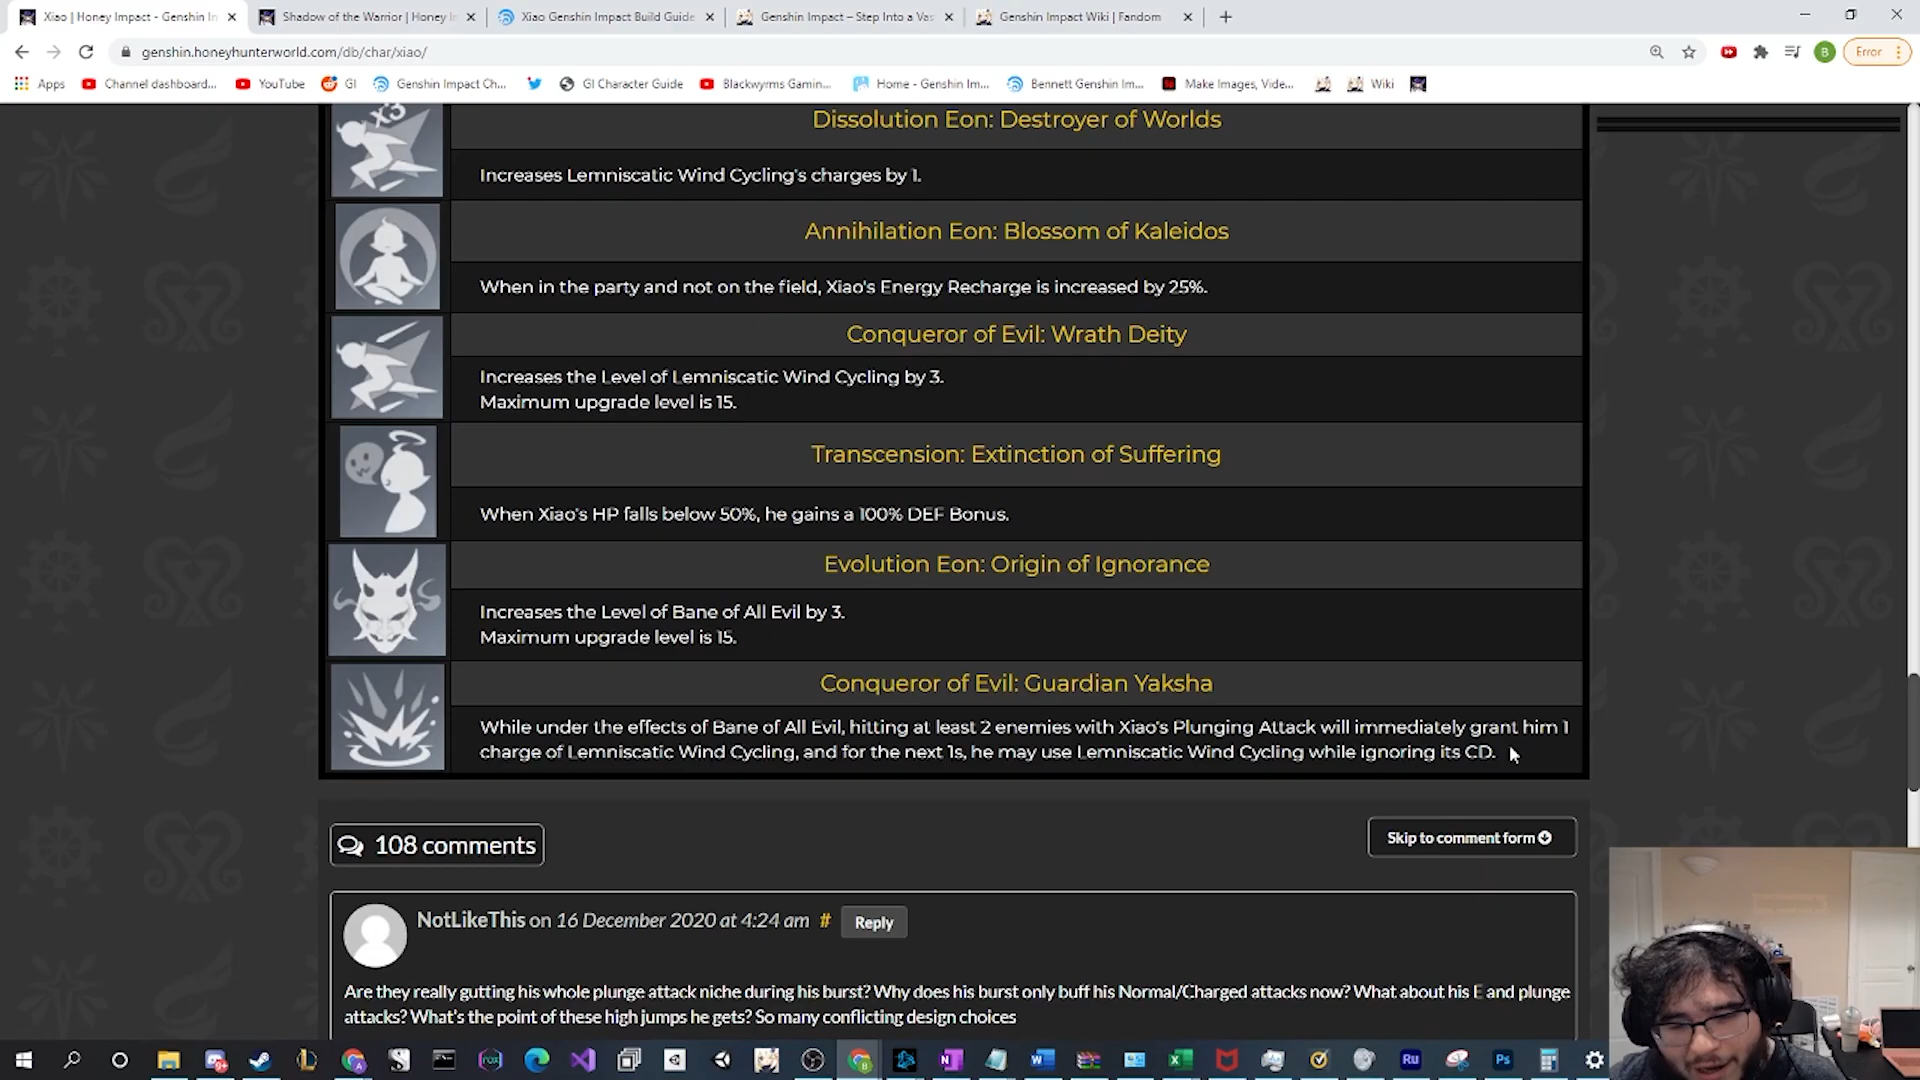 Xiao | Honey Impact - Genshin In
Shadow of the Warrior | Honey I
Xiao Genshin Impact Build Guide
Genshin Impact – Step Into a Vas
Genshin Impact Wiki | Fandom
genshin.honeyhunterworld.com/db/char/xiao/
B
Error
Apps
Channel dashboard...
YouTube
GI
Genshin Impact Ch...
GI Character Guide
Blackwyrms Gamin...
Home - Genshin Im...
Bennett Genshin Im...
Make Images, Vide...
Wiki
x3
Dissolution Eon: Destroyer of Worlds
Increases Lemniscatic Wind Cycling's charges by 1.
Annihilation Eon: Blossom of Kaleidos
When in the party and not on the field, Xiao's Energy Recharge is increased by 25%.
Conqueror of Evil: Wrath Deity
Increases the Level of Lemniscatic Wind Cycling by 3.
Maximum upgrade level is 15.
Transcension: Extinction of Suffering
When Xiao's HP falls below 50%, he gains a 100% DEF Bonus.
Evolution Eon: Origin of Ignorance
Increases the Level of Bane of All Evil by 3.
Maximum upgrade level is 15.
Conqueror of Evil: Guardian Yaksha
While under the effects of Bane of All Evil, hitting at least 2 enemies with Xiao's Plunging Attack will immediately grant him 1
charge of Lemniscatic Wind Cycling, and for the next 1s, he may use Lemniscatic Wind Cycling while ignoring its CD.
108 comments
Skip to comment form
NotLikeThis on 16 December 2020 at 4:24 am # Reply
Are they really gutting his whole plunge attack niche during his burst? Why does his burst only buff his Normal/Charged attacks now? What about his E and plunge
attacks? What's the point of these high jumps he gets? So many conflicting design choices